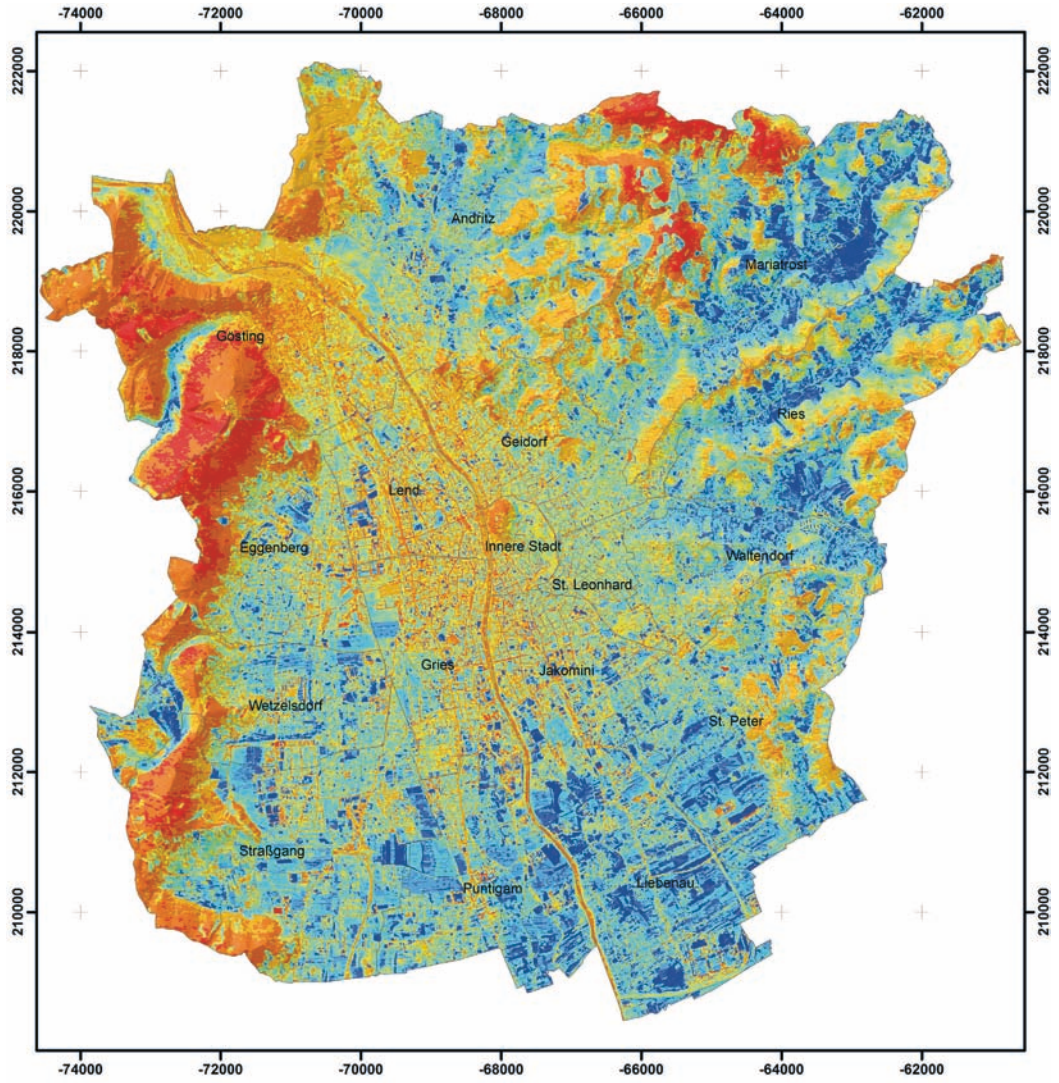 -74000 -72000 -70000 -68000 -66000 -64000 -62000
222000 222000
220000 220000
Andritz
Mariatrost
218000 218000
Gösting
Ries
Geidorf
216000 216000
Lend
Innere Stadt
Eggenberg
Waltendorf
St. Leonhard
214000 214000
Gries
Jakomini
Wetzelsdorf
St. Peter
212000 212000
Straßgang
Puntigam
Liebenau
210000 210000
-74000 -72000 -70000 -68000 -66000 -64000 -62000